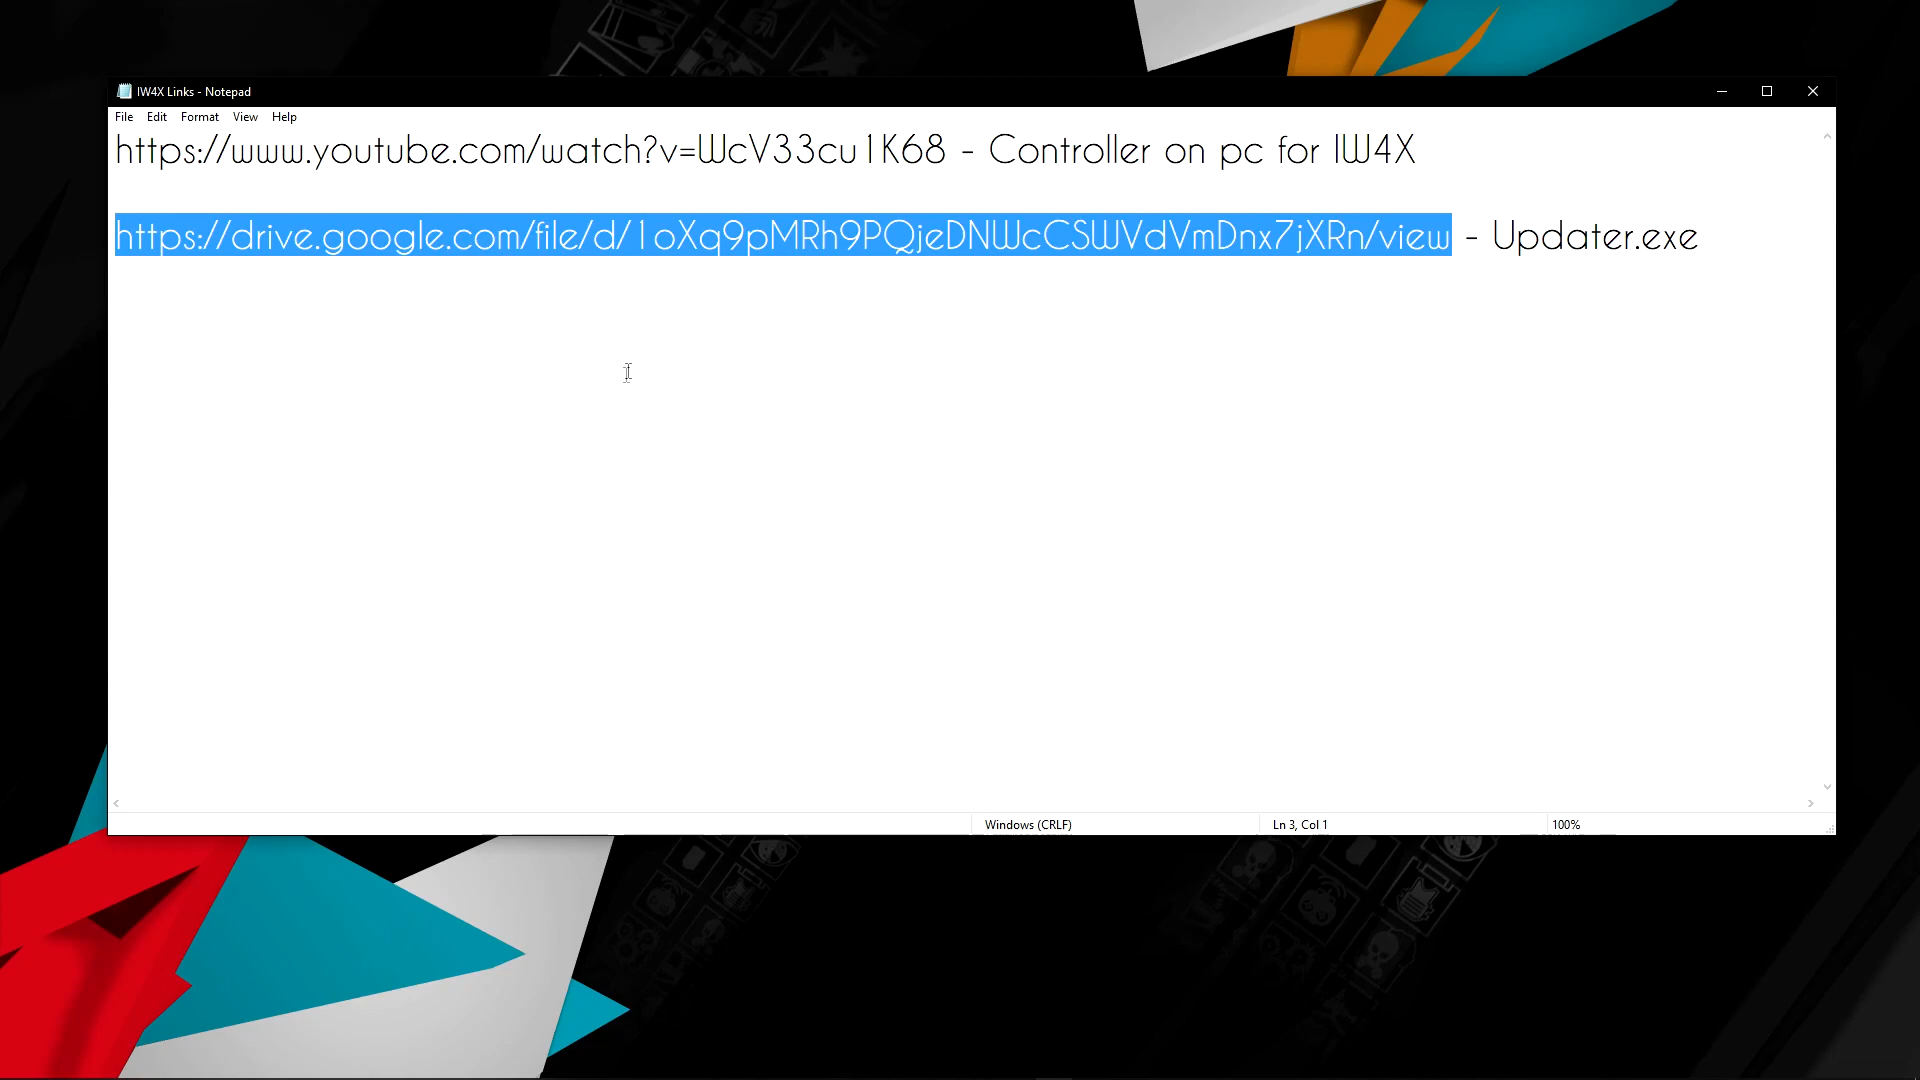 IW4X Links - Notepad
File Edit Format View Help
https://www.youtube.com/watch?v=WcV33cu1K68 - Controller on pc for IW4X
https://drive.google.com/file/d/1oXq9pMRh9PQjeDNWcCSWVdVmDnx7jXRn/view - Updater.exe
Windows (CRLF) Ln 3, Col 1 100%